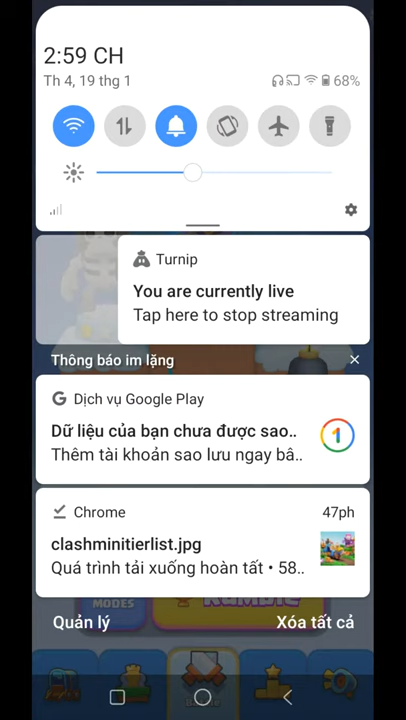 2:59 CH
Th 4, 19 thg 1
68%
Turnip
You are currently live
Tap here to stop streaming
Thông báo im lặng
Dịch vụ Google Play
Dữ liệu của bạn chưa được sao..
Thêm tài khoản sao lưu ngay bâ..
Chrome
47ph
clashminitierlist.jpg
Quá trình tải xuống hoàn tất • 58..
MODES
RUMBLE
Quản lý
Xóa tất cả